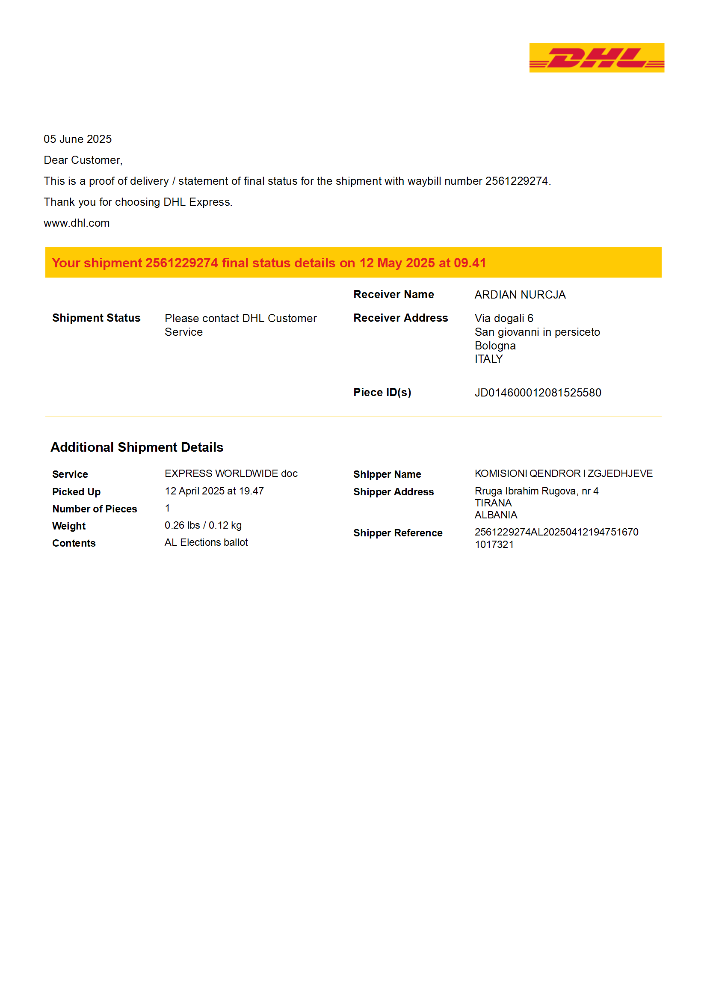 DHL
05 June 2025
Dear Customer,
This is a proof of delivery / statement of final status for the shipment with waybill number 2561229274.
Thank you for choosing DHL Express.
www.dhl.com
Your shipment 2561229274 final status details on 12 May 2025 at 09.41
Receiver Name ARDIAN NURCJA
Shipment Status Please contact DHL Customer
Service
Receiver Address Via dogali 6
San giovanni in persiceto
Bologna
ITALY
Piece ID(s) JD014600012081525580
Additional Shipment Details
Service EXPRESS WORLDWIDE doc
Picked Up 12 April 2025 at 19.47
Number of Pieces 1
Weight 0.26 lbs / 0.12 kg
Contents AL Elections ballot
Shipper Name KOMISIONI QENDROR I ZGJEDHJEVE
Shipper Address Rruga Ibrahim Rugova, nr 4
TIRANA
ALBANIA
Shipper Reference 2561229274AL20250412194751670
1017321